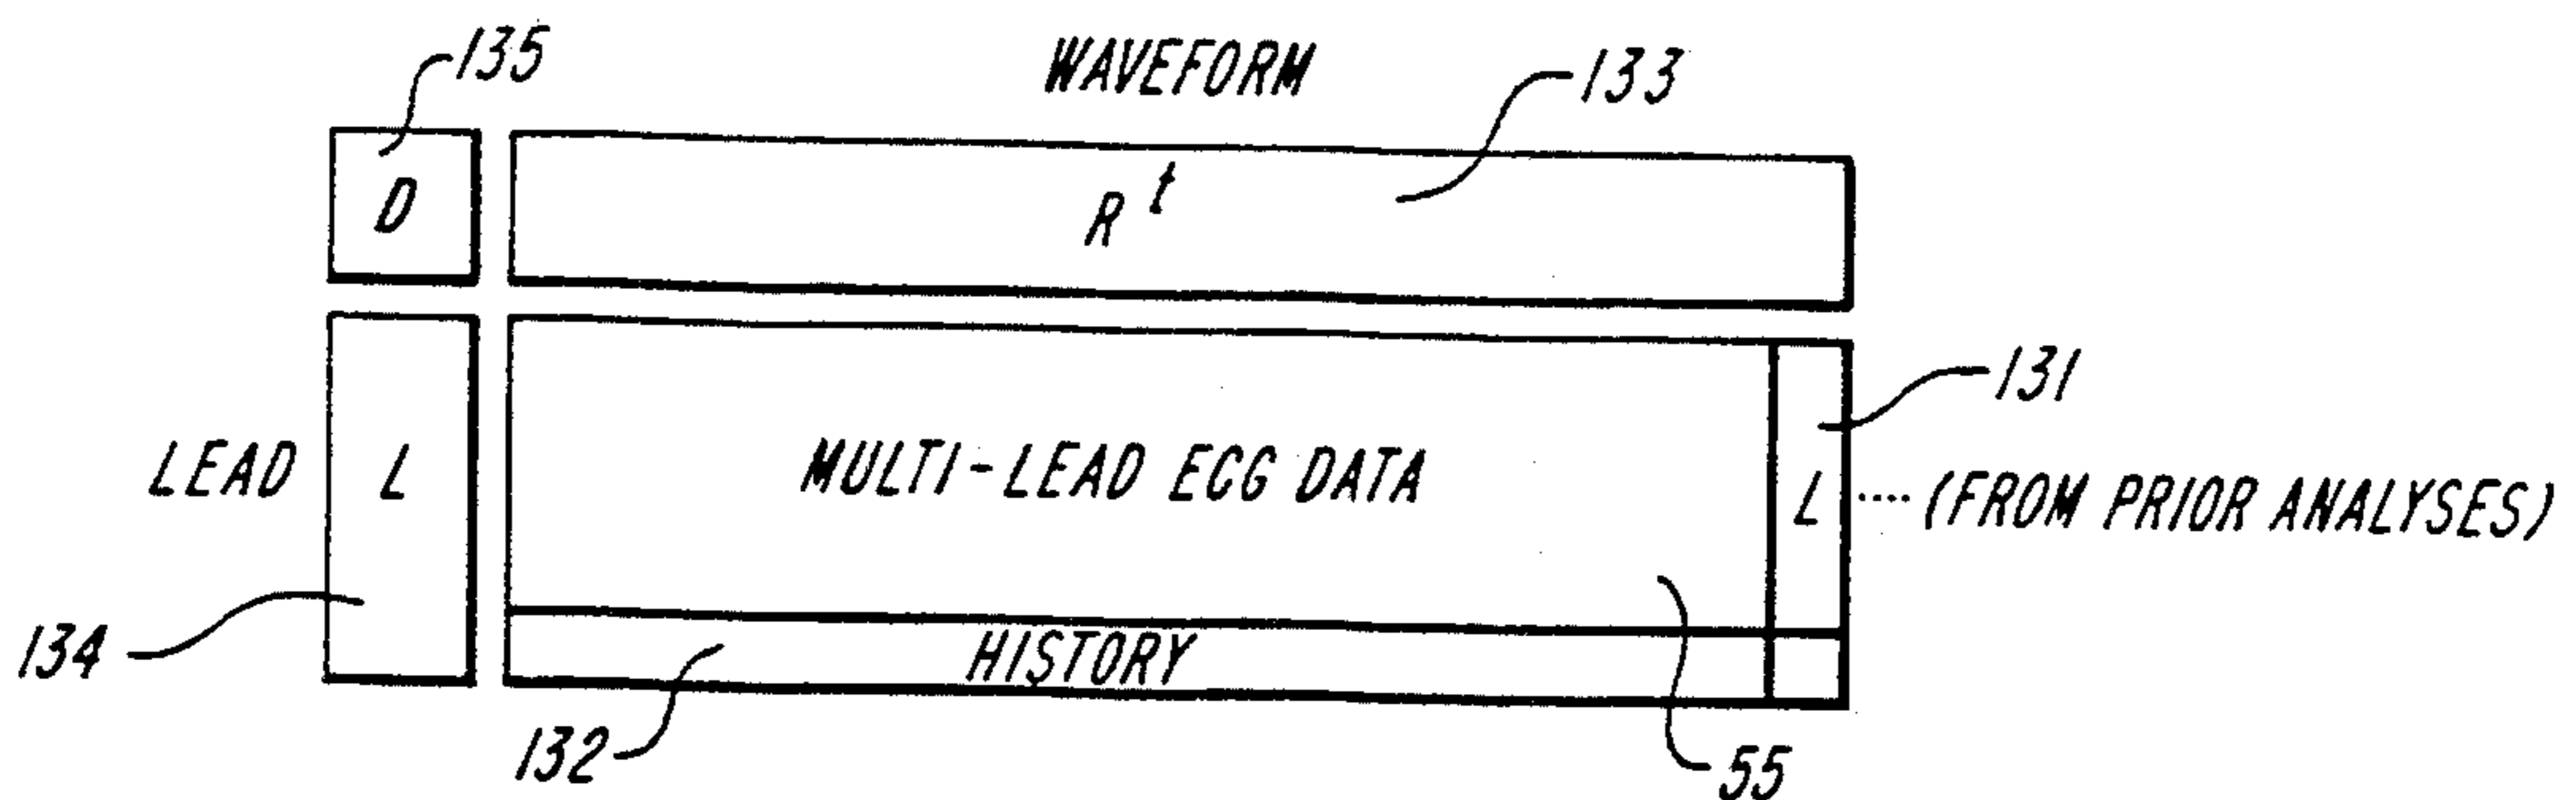 135
WAVEFORM
133
D
R t
131
LEAD
L
MULTI-LEAD ECG DATA
L
....(FROM PRIOR ANALYSES)
134
HISTORY
132
55